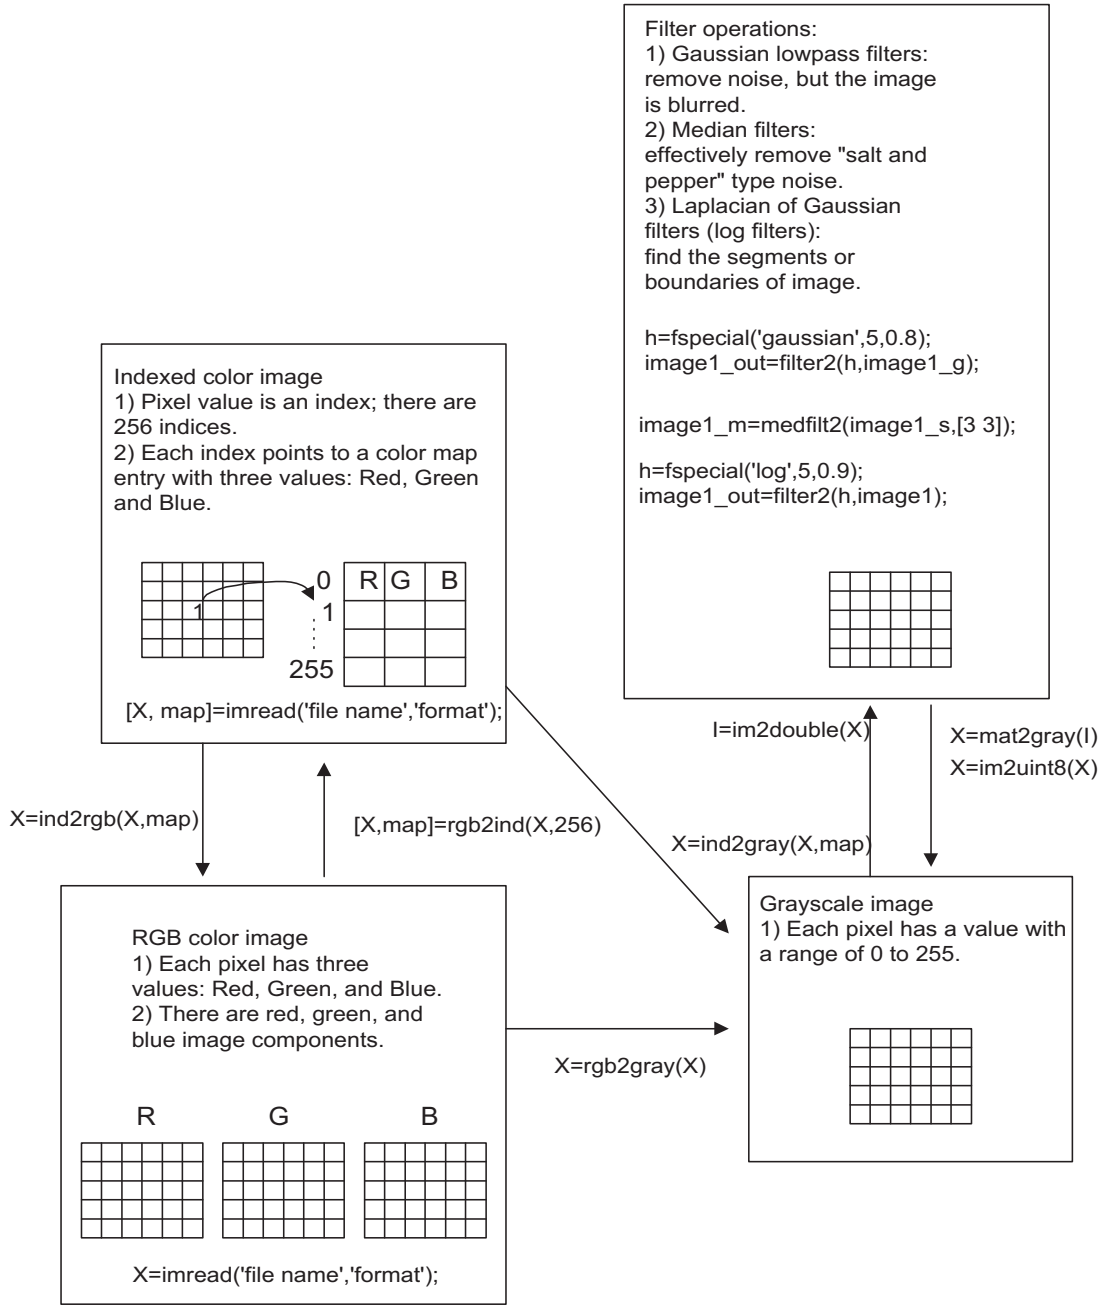 Filter operations:
1) Gaussian lowpass filters:
remove noise, but the image
is blurred.
2) Median filters:
effectively remove "salt and
pepper" type noise.
3) Laplacian of Gaussian
filters (log filters):
find the segments or
boundaries of image.
h=fspecial('gaussian',5,0.8);
image1_out=filter2(h,image1_g);
image1_m=medfilt2(image1_s,[3 3]);
h=fspecial('log',5,0.9);
image1_out=filter2(h,image1);
Indexed color image
1) Pixel value is an index; there are
256 indices.
2) Each index points to a color map
entry with three values: Red, Green
and Blue.
0 R G B
1 1
255
[X, map]=imread('file name','format');
I=im2double(X)
X=mat2gray(I)
X=im2uint8(X)
X=ind2rgb(X,map)
[X,map]=rgb2ind(X,256)
X=ind2gray(X,map)
Grayscale image
1) Each pixel has a value with
a range of 0 to 255.
RGB color image
1) Each pixel has three
values: Red, Green, and Blue.
2) There are red, green, and
blue image components.
X=rgb2gray(X)
R G B
X=imread('file name','format');